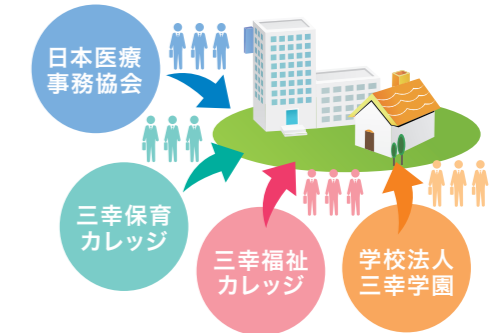 日本医療
事務協会
三幸保育
カレッジ
三幸福祉
カレッジ
学校法人
三幸学園